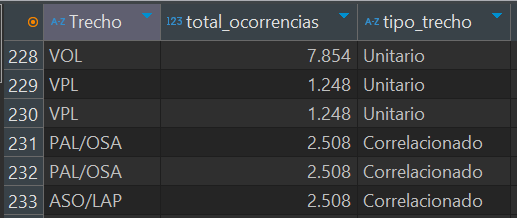 A-Z Trecho 123 total_ocorrencias A-Z tipo_trecho
228 VOL 7.854 Unitario
229 VPL 1.248 Unitario
230 VPL 1.248 Unitario
231 PAL/OSA 2.508 Correlacionado
232 PAL/OSA 2.508 Correlacionado
233 ASO/LAP 2.508 Correlacionado